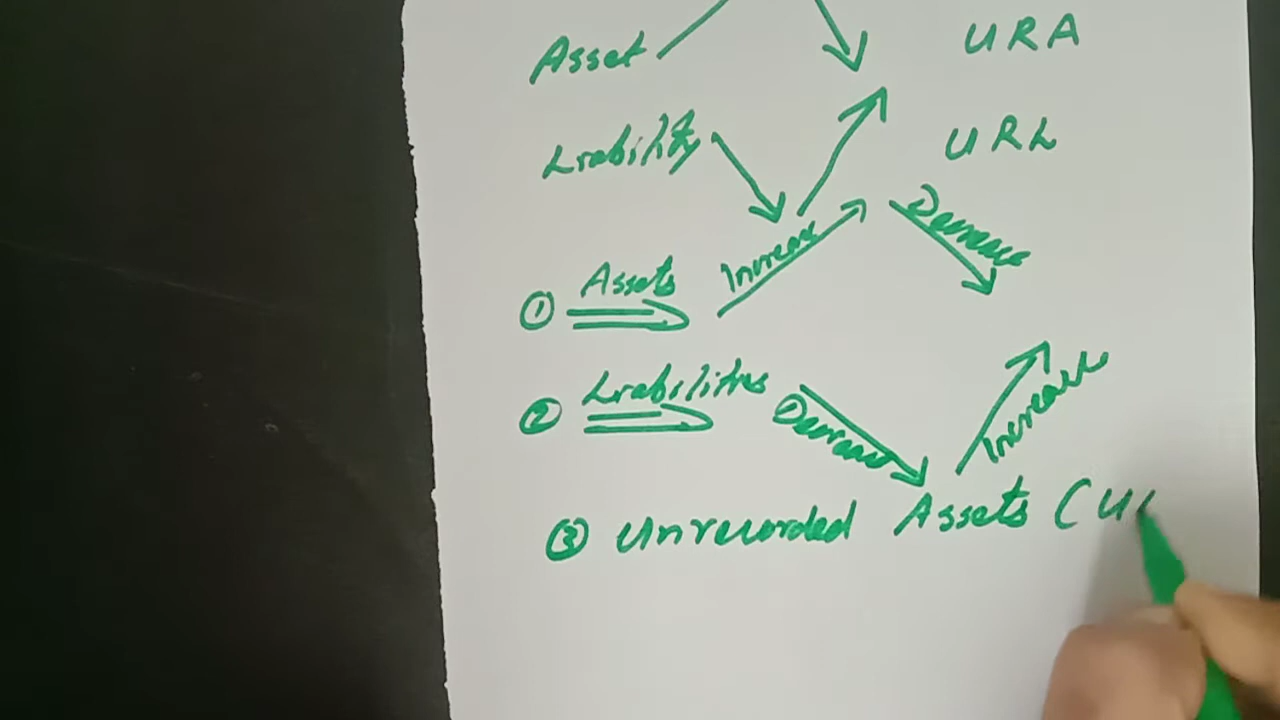 Asset URA
Liability URL
① Assets Increase Decrease
② Liabilities Decrease Increase
③ Unrecorded Assets (U